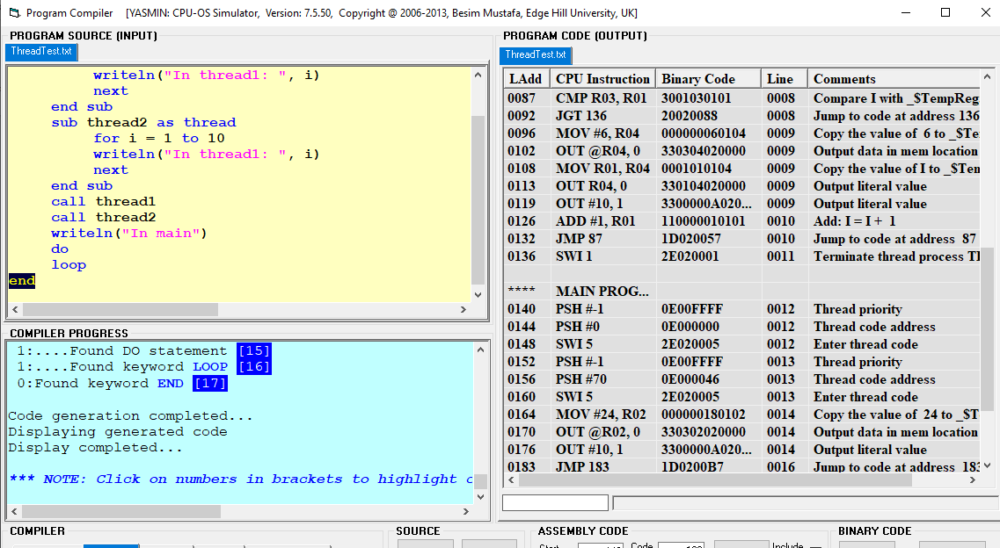 Program Compiler [YASMIN: CPU-OS Simulator, Version: 7.5.50, Copyright @ 2006-2013, Besim Mustafa, Edge Hill University, UK]
PROGRAM SOURCE (INPUT)
ThreadTest.txt
writeln("In thread1: ", i)
next
end sub
sub thread2 as thread
for i = 1 to 10
writeln("In thread1: ", i)
next
end sub
call thread1
call thread2
writeln("In main")
do
loop
end
COMPILER PROGRESS
1:....Found DO statement [15]
1:....Found keyword LOOP [16]
0:Found keyword END [17]
Code generation completed...
Displaying generated code
Display completed...
*** NOTE: Click on numbers in brackets to highlight
COMPILER
SOURCE
PROGRAM CODE (OUTPUT)
ThreadTest.txt
LAdd CPU Instruction Binary Code Line Comments
0087 CMP R03, R01 3001030101 0008 Compare I with _$TempReg
0092 JGT 136 20020088 0008 Jump to code at address 136
0096 MOV #6, R04 000000060104 0009 Copy the value of 6 to _$Te
0102 OUT @R04, 0 330304020000 0009 Output data in mem location
0108 MOV R01, R04 0001010104 0009 Copy the value of I to _$Ten
0113 OUT R04, 0 330104020000 0009 Output literal value
0119 OUT #10, 1 3300000A020... 0009 Output literal value
0126 ADD #1, R01 110000010101 0010 Add: I = I + 1
0132 JMP 87 1D020057 0010 Jump to code at address 87
0136 SWI 1 2E020001 0011 Terminate thread process TI
**** MAIN PROG...
0140 PSH #-1 0E00FFFF 0012 Thread priority
0144 PSH #0 0E000000 0012 Thread code address
0148 SWI 5 2E020005 0012 Enter thread code
0152 PSH #-1 0E00FFFF 0013 Thread priority
0156 PSH #70 0E000046 0013 Thread code address
0160 SWI 5 2E020005 0013 Enter thread code
0164 MOV #24, R02 000000180102 0014 Copy the value of 24 to _$T
0170 OUT @R02, 0 330302020000 0014 Output data in mem location
0176 OUT #10, 1 3300000A020... 0014 Output literal value
0183 JMP 183 1D0200B7 0016 Jump to code at address 183
ASSEMBLY CODE
Start Code Include
BINARY CODE